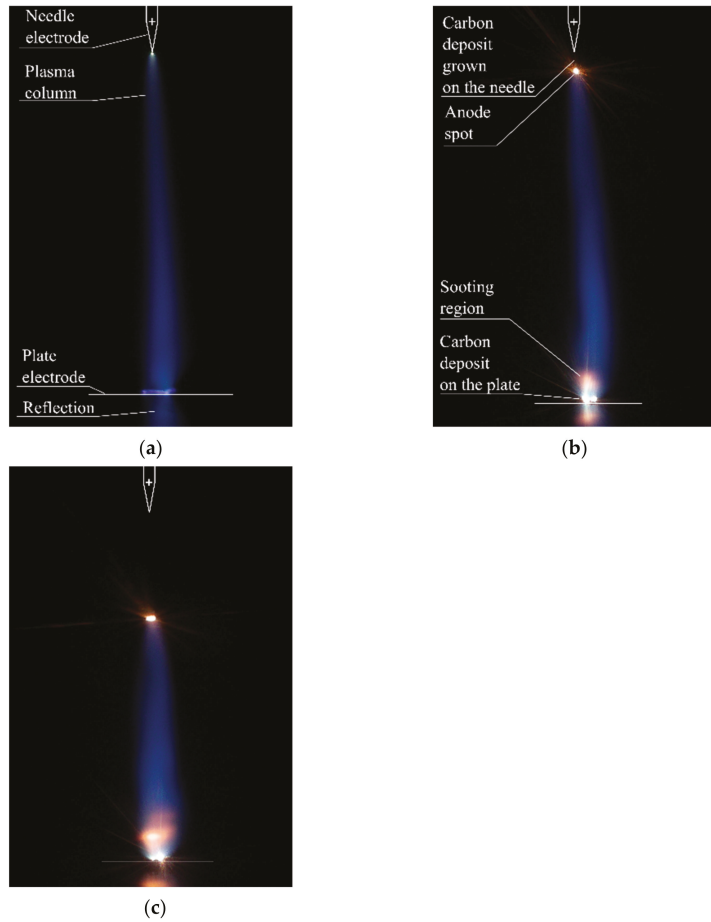 Needle
electrode
Plasma
column
Plate
electrode
Reflection
(a)
Carbon
deposit
grown
on the needle
Anode
spot
Sooting
region
Carbon
deposit
on the plate
(b)
(c)